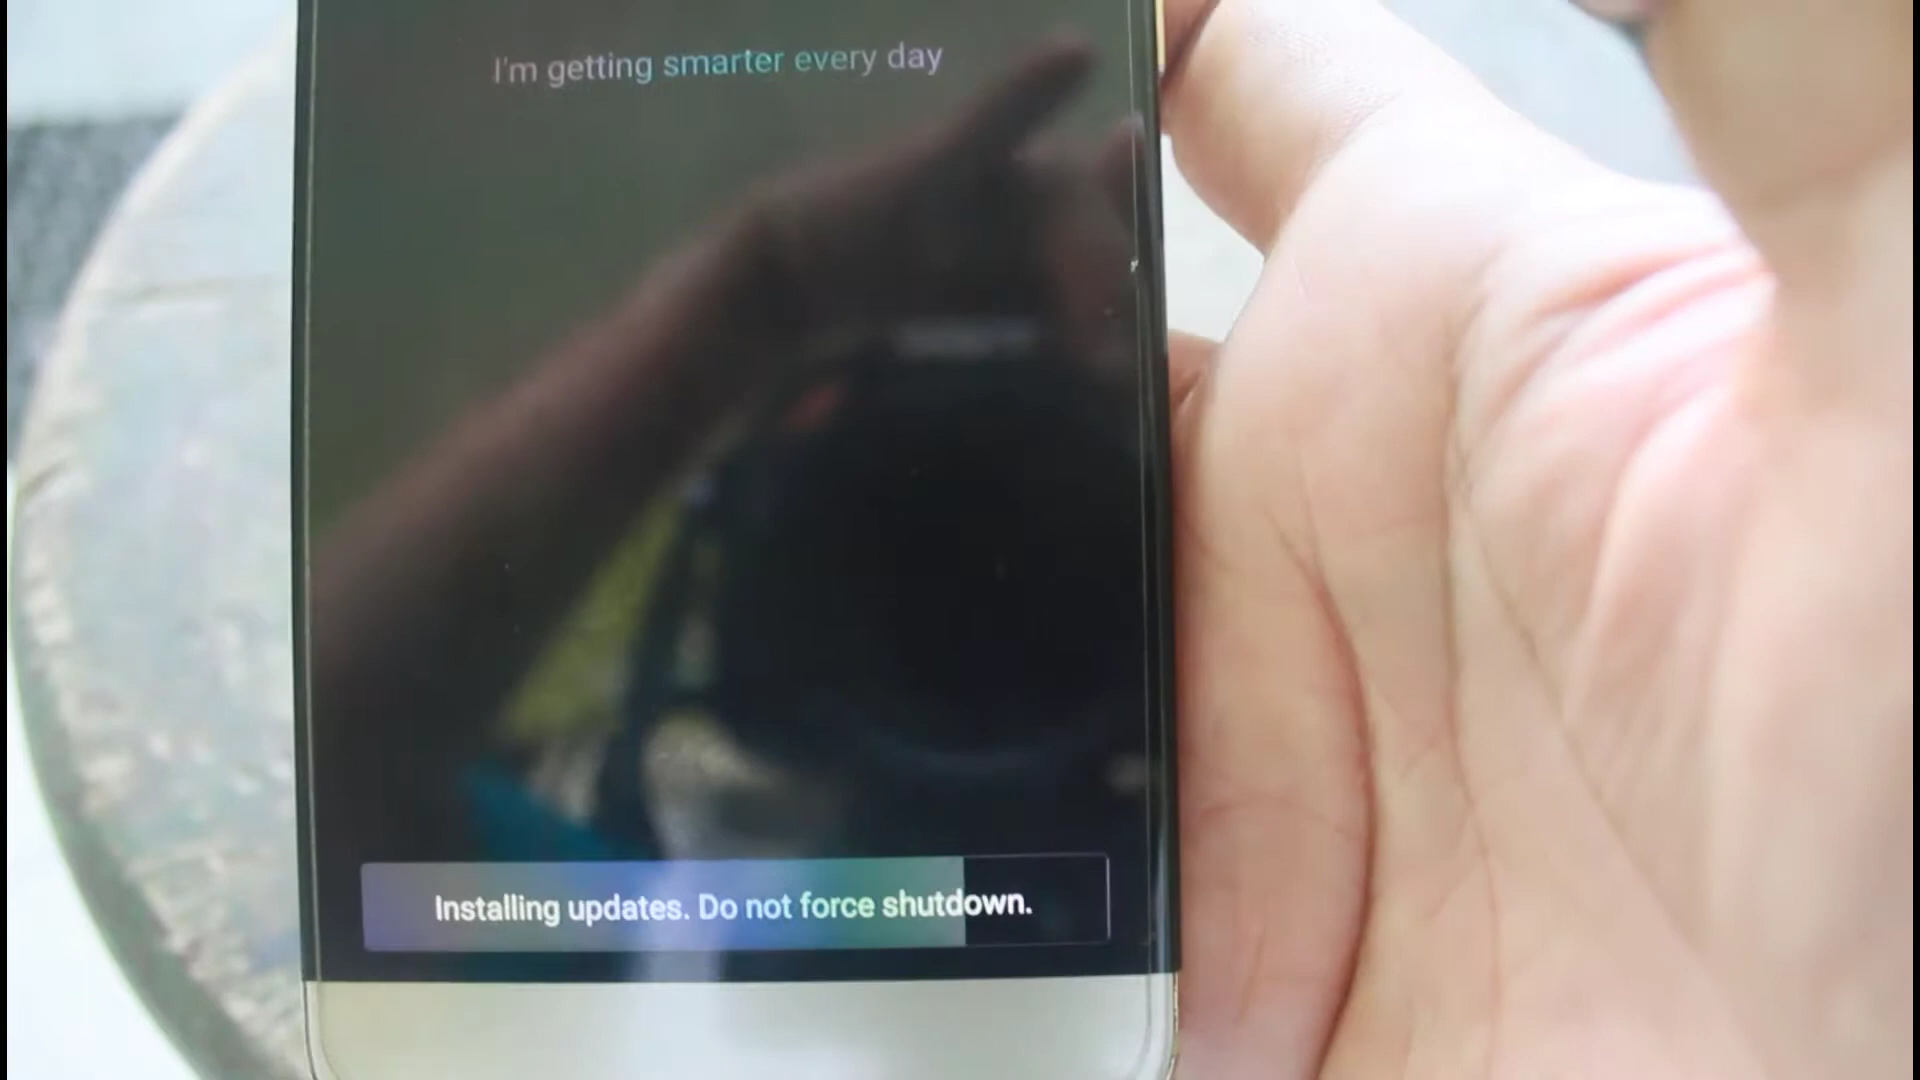 I'm getting smarter every day
Installing updates. Do not force shutdown.